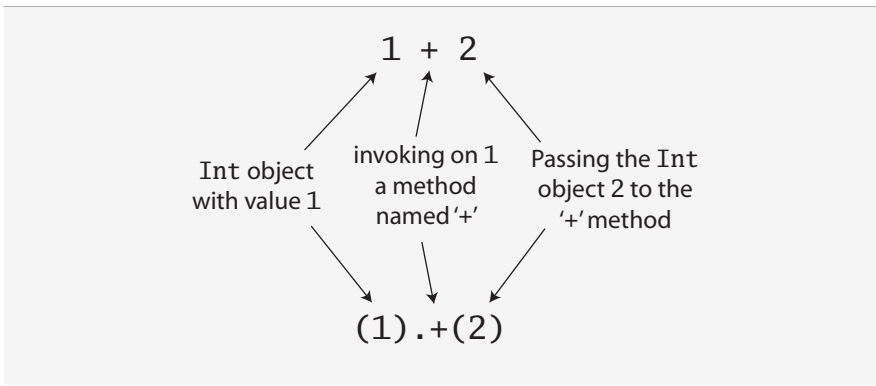 1 + 2
Int object
with value 1
invoking on 1
a method
named ‘+’
Passing the Int
object 2 to the
‘+’ method
(1).+(2)